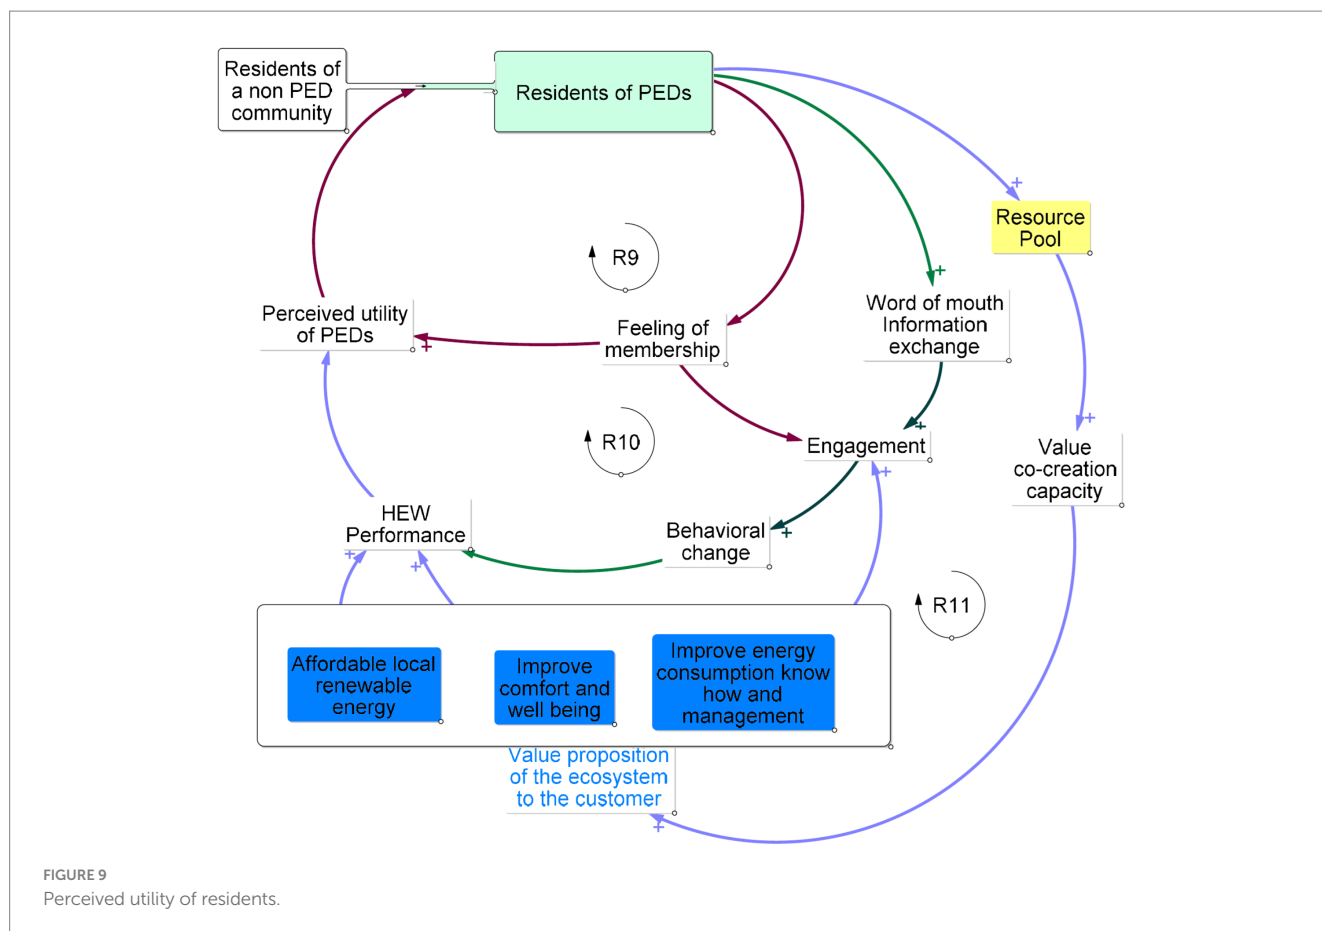 Residents of
a non PED
community
Residents of PEDs
+
Resource
Pool
R9
+
Word of mouth
Information
exchange
Perceived utility
of PEDs
+
Feeling of
membership
R10
+
Engagement
+
+
Value
co-creation
capacity
HEW
Performance
Behavioral
change
+
+
+
R11
Affordable local
renewable
energy
Improve
comfort and
well being
Improve energy
consumption know
how and
management
Value proposition
of the ecosystem
to the customer
+
FIGURE 9
Perceived utility of residents.